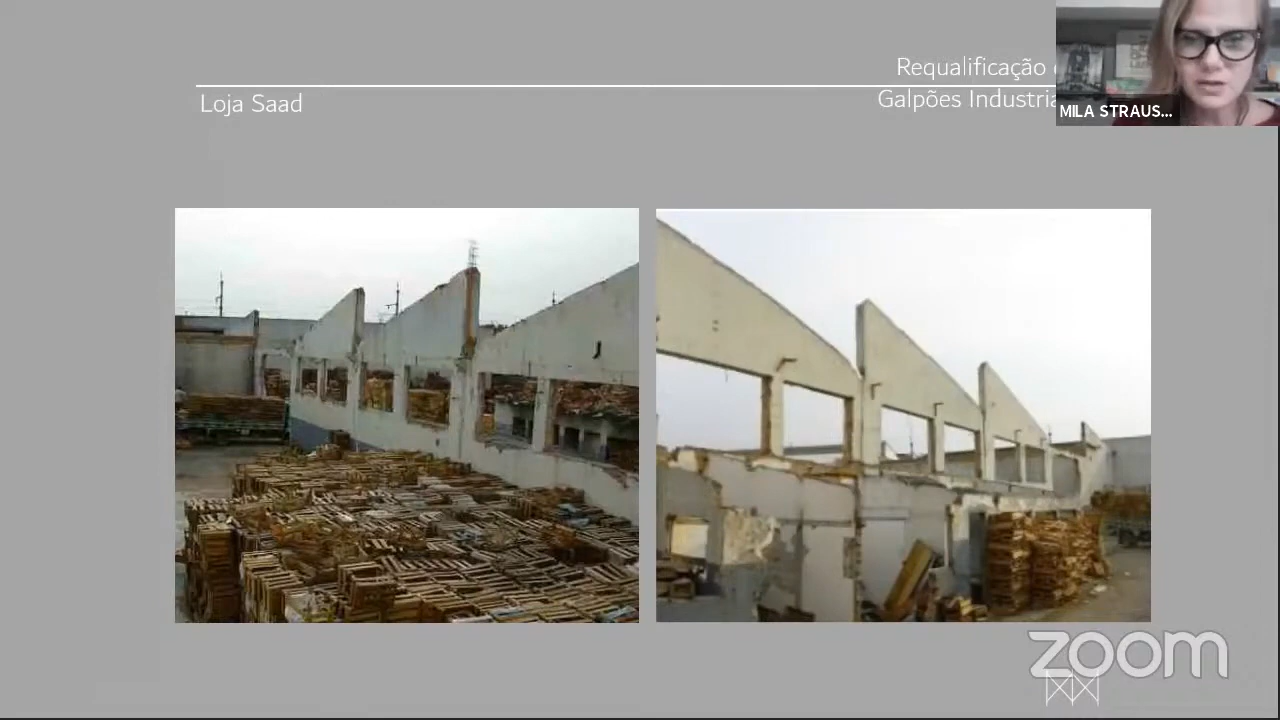 Requalificação
Loja Saad
Galpões Industria
MILA STRAUS...
zoom